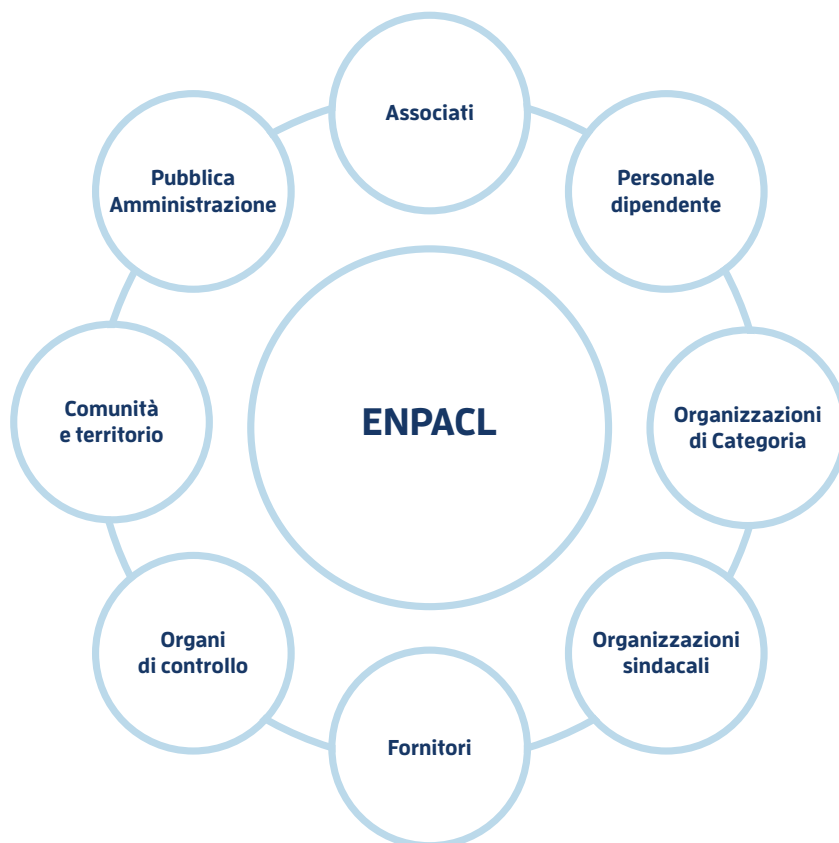 Associati
Pubblica
Amministrazione
Personale
dipendente
Comunità
e territorio
ENPACL
Organizzazioni
di Categoria
Organi
di controllo
Organizzazioni
sindacali
Fornitori